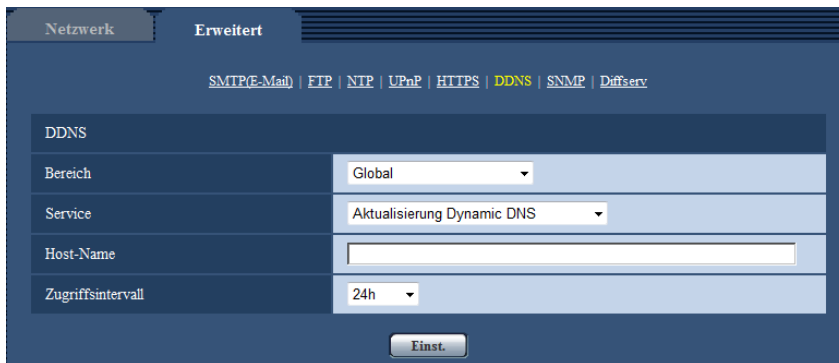 Netzwerk Erweitert
SMTP(E-Mail) | FTP | NTP | UPnP | HTTPS | DDNS | SNMP | Diffserv
DDNS
Bereich Global
Service Aktualisierung Dynamic DNS
Host-Name
Zugriffsintervall 24h
Einst.